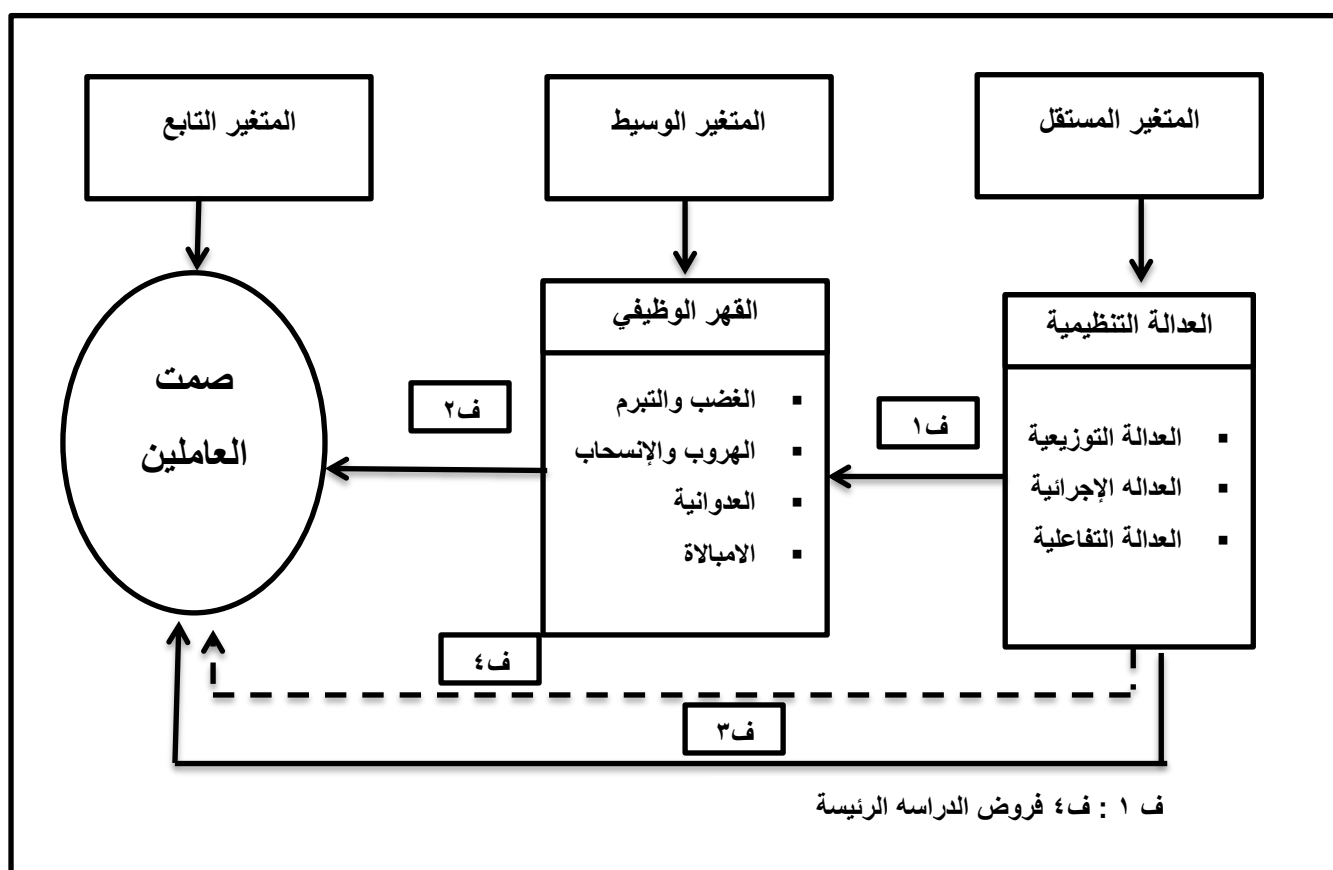 المتغير المستقل
المتغير الوسيط
المتغير التابع
العدالة التنظيمية
العدالة التوزيعية
العداله الإجرائية
العدالة التفاعلية
ف١
القهر الوظيفي
الغضب والتبرم
الهروب والإنسحاب
العدوانية
الامبالاة
ف٢
صمت
العاملين
ف٤
ف٣
ف ١ : ف٤ فروض الدراسه الرئيسة